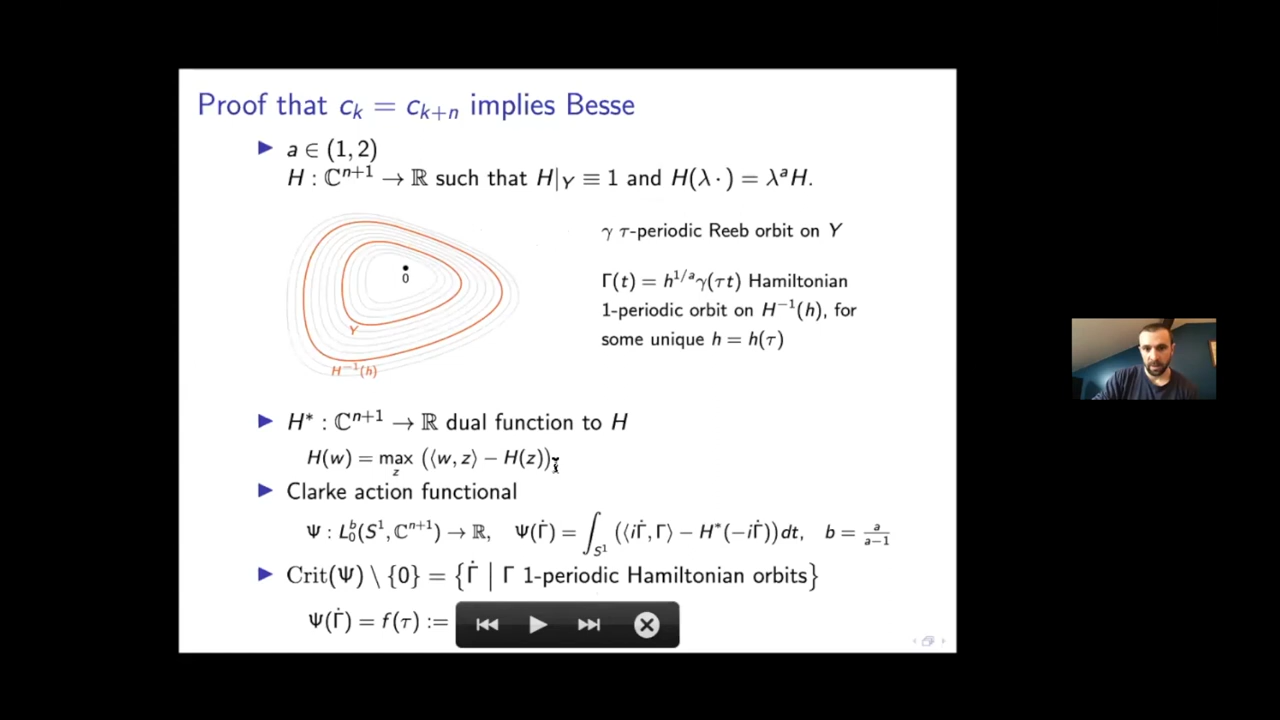 Proof that c_k = c_{k+n} implies Besse
▶ a ∈ (1, 2)
H : ℂ^{n+1} → ℝ such that H|_Y ≡ 1 and H(λ ·) = λ^a H.
γ τ-periodic Reeb orbit on Y
0
Γ(t) = h^{1/a}γ(τt) Hamiltonian
1-periodic orbit on H^{-1}(h), for
Y
some unique h = h(τ)
H^{-1}(h)
▶ H* : ℂ^{n+1} → ℝ dual function to H
H(w) = max_z (⟨w, z⟩ − H(z)).
▶ Clarke action functional
Ψ : L_0^b(S^1, ℂ^{n+1}) → ℝ, Ψ(Γ̇) = ∫_{S^1} (⟨iΓ̇, Γ⟩ − H*(−iΓ̇))dt, b = a/(a−1)
▶ Crit(Ψ) \ {0} = {Γ̇ | Γ 1-periodic Hamiltonian orbits}
Ψ(Γ̇) = f(τ) :=